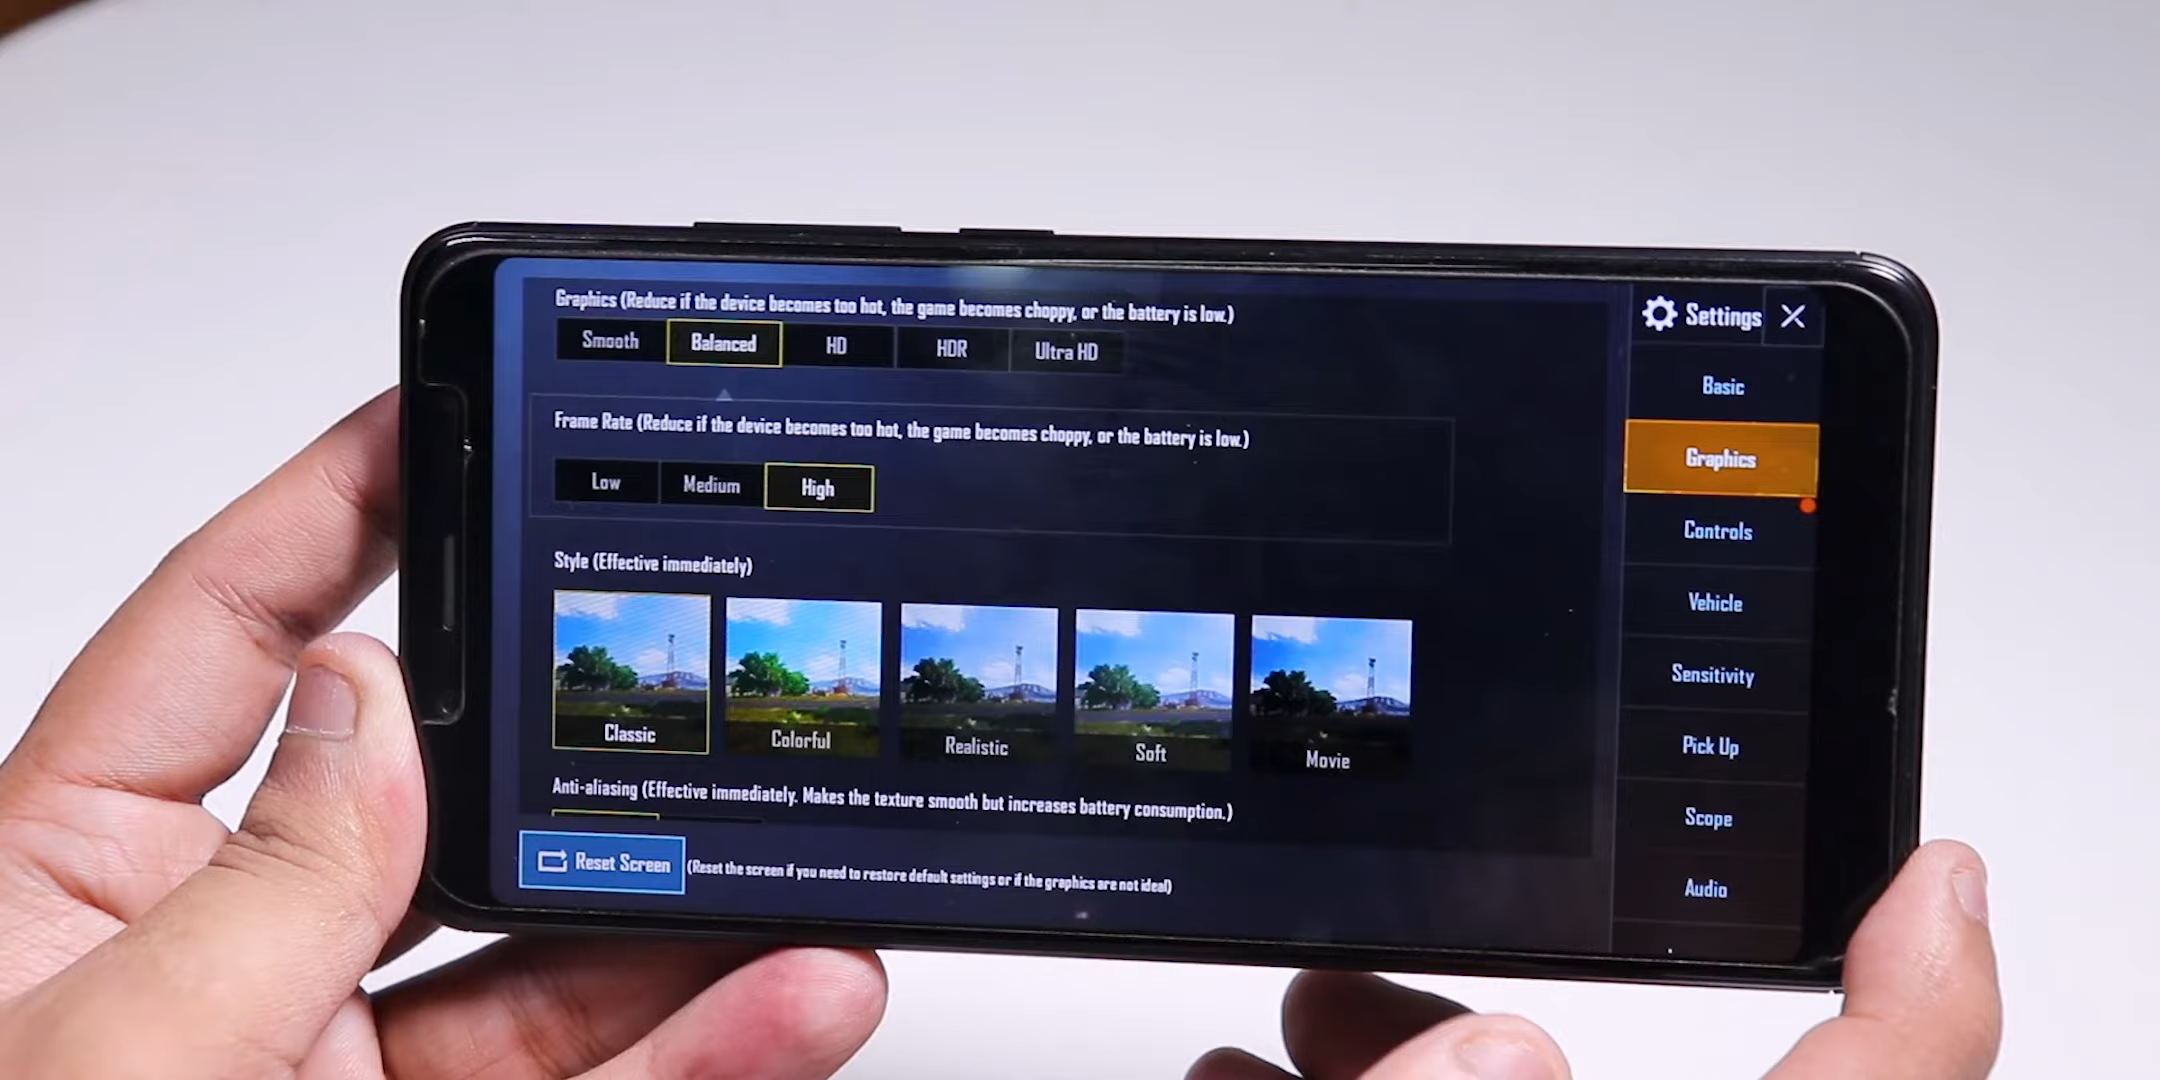 Graphics (Reduce if the device becomes too hot, the game becomes choppy, or the battery is low.)
Smooth
Balanced
HD
HDR
Ultra HD
Frame Rate (Reduce if the device becomes too hot, the game becomes choppy, or the battery is low.)
Low
Medium
High
Style (Effective immediately)
Classic
Colorful
Realistic
Soft
Movie
Anti-aliasing (Effective immediately. Makes the texture smooth but increases battery consumption.)
Reset Screen
(Reset the screen if you need to restore default settings or if the graphics are not ideal)
Settings
Basic
Graphics
Controls
Vehicle
Sensitivity
Pick Up
Scope
Audio